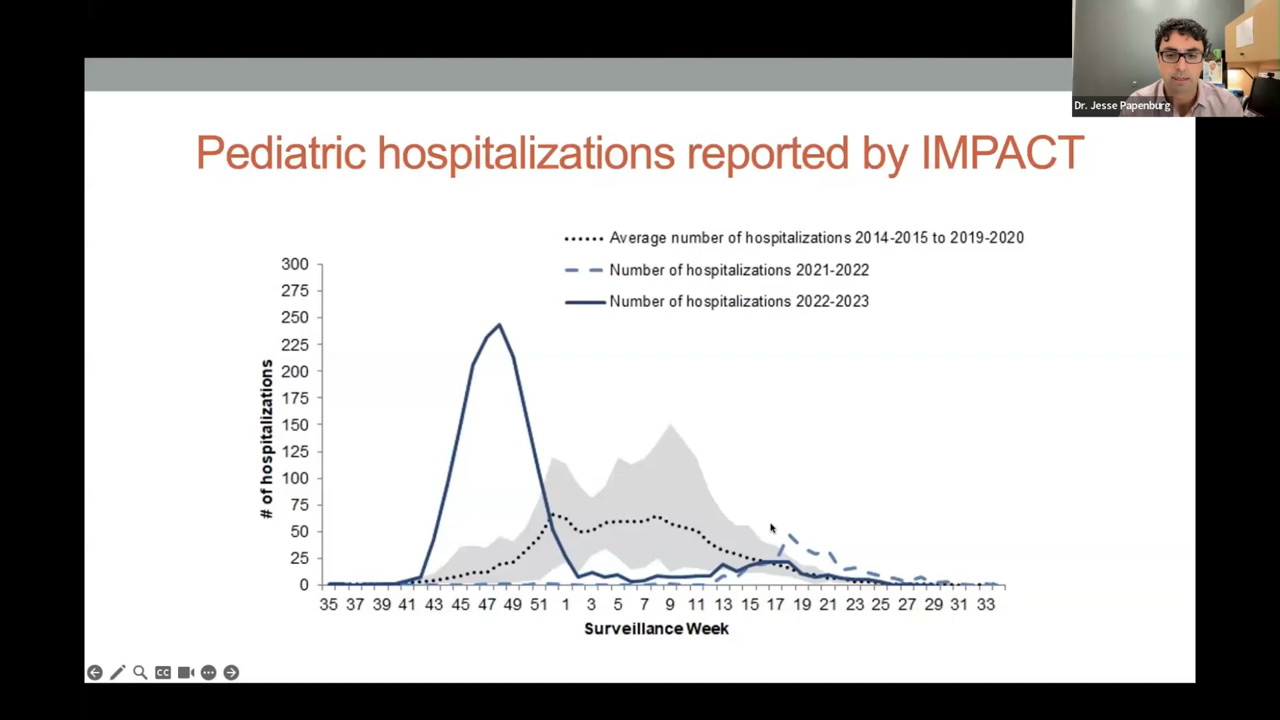 Dr. Jesse Papenburg
Pediatric hospitalizations reported by IMPACT
Average number of hospitalizations 2014-2015 to 2019-2020
Number of hospitalizations 2021-2022
Number of hospitalizations 2022-2023
300
275
250
225
200
175
150
125
100
75
50
25
0
# of hospitalizations
35 37 39 41 43 45 47 49 51 1 3 5 7 9 11 13 15 17 19 21 23 25 27 29 31 33
Surveillance Week
CC